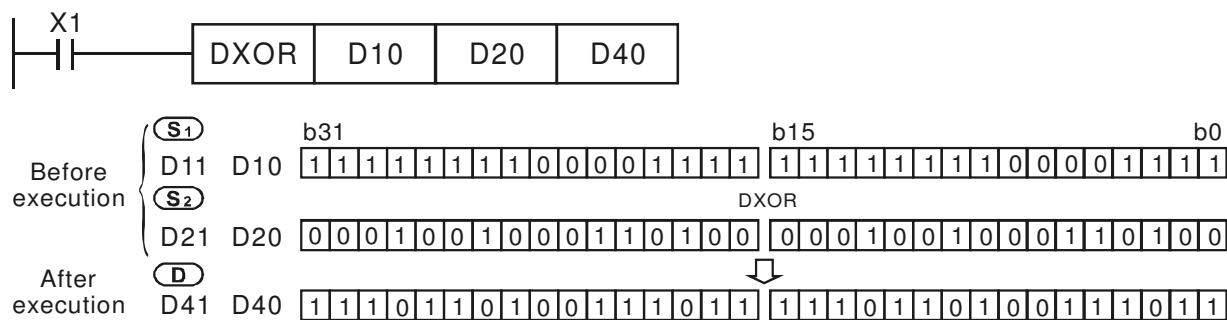 X1
DXOR D10 D20 D40
S1 b31 b15 b0
D11 D10 1 1 1 1 1 1 1 1 0 0 0 0 1 1 1 1 1 1 1 1 1 1 1 1 0 0 0 0 1 1 1 1
Before
execution
S2 DXOR
D21 D20 0 0 0 1 0 0 1 0 0 0 1 1 0 1 0 0 0 0 0 1 0 0 1 0 0 0 1 1 0 1 0 0
After
execution
D
D41 D40 1 1 1 0 1 1 0 1 0 0 1 1 1 0 1 1 1 1 1 0 1 1 0 1 0 0 1 1 1 0 1 1